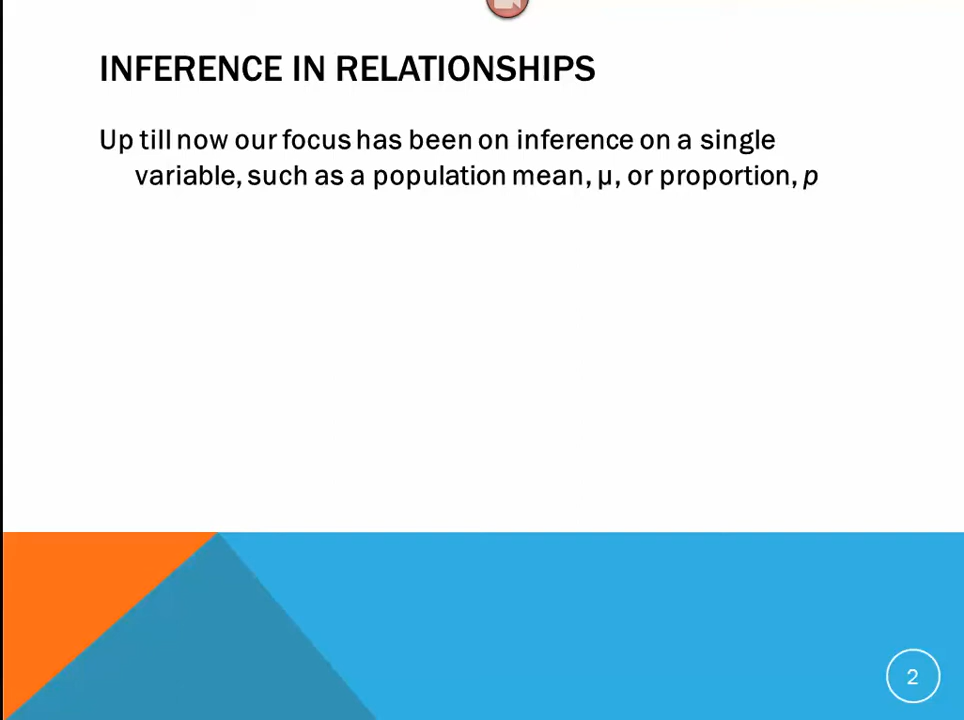 INFERENCE IN RELATIONSHIPS
Up till now our focus has been on inference on a single
variable, such as a population mean, μ, or proportion, p
2